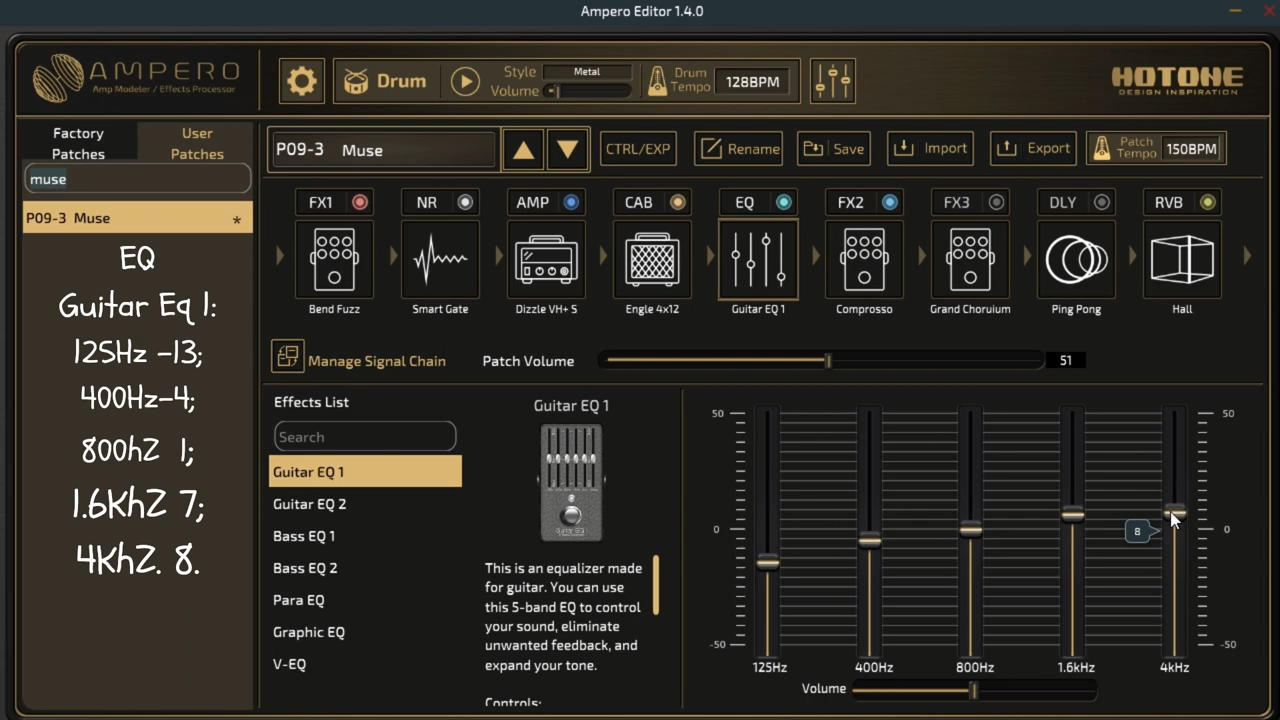 Ampero Editor 1.4.0
AMPERO
Amp Modeler / Effects Processor
Drum
Style
Metal
Volume
Drum Tempo
128BPM
HOTONE
DESIGN INSPIRATION
Factory Patches
User Patches
P09-3 Muse
CTRL/EXP
Rename
Save
Import
Export
Patch Tempo
150BPM
muse
P09-3 Muse *
EQ
Guitar Eq 1:
125Hz -13;
400Hz-4;
800hZ 1;
1.6KhZ 7;
4KhZ. 8.
FX1
NR
AMP
CAB
EQ
FX2
FX3
DLY
RVB
Bend Fuzz
Smart Gate
Dizzle VH+ S
Engle 4x12
Guitar EQ 1
Comprosso
Grand Choruium
Ping Pong
Hall
Manage Signal Chain
Patch Volume
51
Effects List
Search
Guitar EQ 1
Guitar EQ 2
Bass EQ 1
Bass EQ 2
Para EQ
Graphic EQ
V-EQ
Guitar EQ 1
This is an equalizer made
for guitar. You can use
this 5-band EQ to control
your sound, eliminate
unwanted feedback, and
expand your tone.
Controls:
50
50
0
8
0
-50
-50
125Hz
400Hz
800Hz
1.6kHz
4kHz
Volume